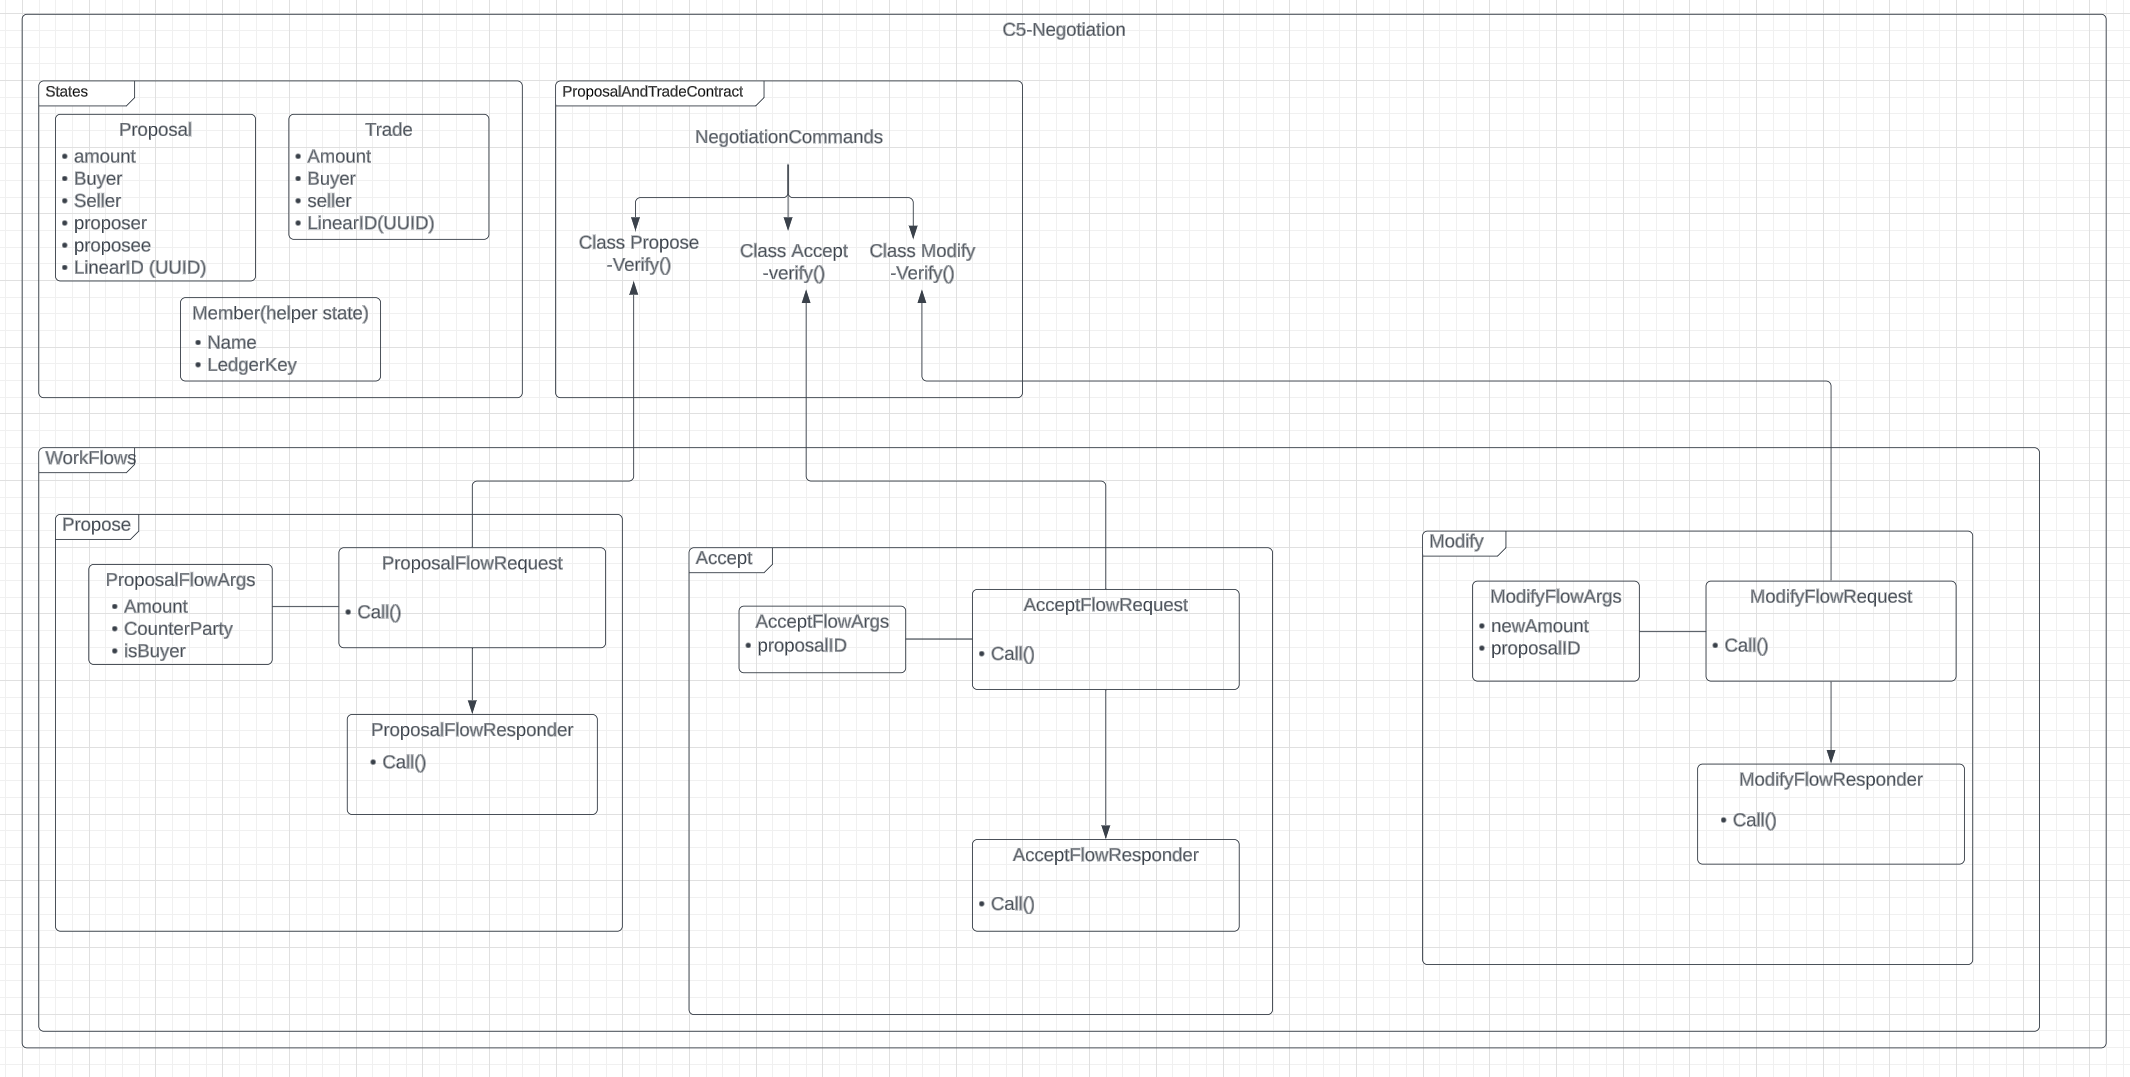 C5-Negotiation
States
Proposal
• amount
• Buyer
• Seller
• proposer
• proposee
• LinearID (UUID)
Trade
• Amount
• Buyer
• seller
• LinearID(UUID)
Member(helper state)
• Name
• LedgerKey
ProposalAndTradeContract
NegotiationCommands
Class Propose
-Verify()
Class Accept
-verify()
Class Modify
-Verify()
WorkFlows
Propose
ProposalFlowArgs
• Amount
• CounterParty
• isBuyer
ProposalFlowRequest
• Call()
ProposalFlowResponder
• Call()
Accept
AcceptFlowArgs
• proposalID
AcceptFlowRequest
• Call()
AcceptFlowResponder
• Call()
Modify
ModifyFlowArgs
• newAmount
• proposalID
ModifyFlowRequest
• Call()
ModifyFlowResponder
• Call()